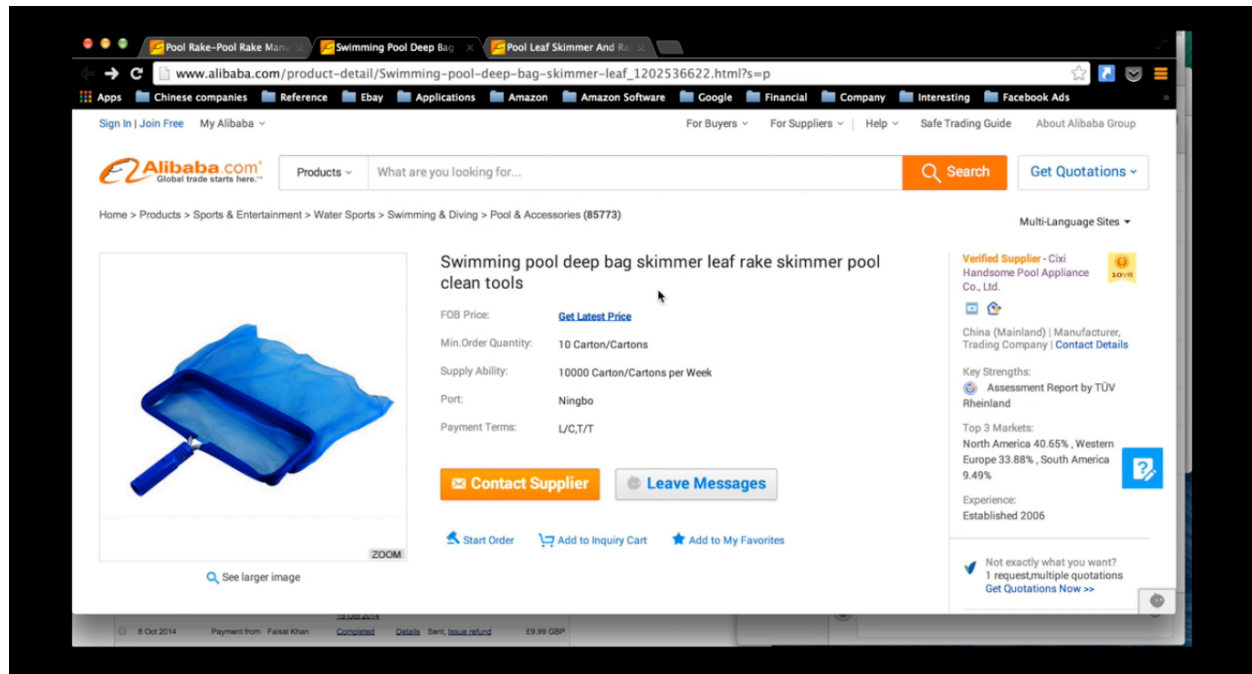 Pool Rake-Pool Rake Manu
Swimming Pool Deep Bag
Pool Leaf Skimmer And Ra
www.alibaba.com/product-detail/Swimming-pool-deep-bag-skimmer-leaf_1202536622.html?s=p
Apps Chinese companies Reference Ebay Applications Amazon Amazon Software Google Financial Company Interesting Facebook Ads »
Sign In | Join Free My Alibaba For Buyers For Suppliers | Help Safe Trading Guide About Alibaba Group
Alibaba.com
Global trade starts here.™
Products What are you looking for... Search Get Quotations
Home > Products > Sports & Entertainment > Water Sports > Swimming & Diving > Pool & Accessories (85773)
Multi-Language Sites
Swimming pool deep bag skimmer leaf rake skimmer pool
clean tools
FOB Price: Get Latest Price
Min.Order Quantity: 10 Carton/Cartons
Supply Ability: 10000 Carton/Cartons per Week
Port: Ningbo
Payment Terms: L/C,T/T
Contact Supplier Leave Messages
Start Order Add to Inquiry Cart Add to My Favorites
ZOOM
See larger image
Verified Supplier - Cixi
Handsome Pool Appliance
Co., Ltd.
10YR
China (Mainland) | Manufacturer,
Trading Company | Contact Details
Key Strengths:
Assessment Report by TÜV
Rheinland
Top 3 Markets:
North America 40.65% , Western
Europe 33.88% , South America
9.49%
Experience:
Established 2006
Not exactly what you want?
1 request,multiple quotations
Get Quotations Now >>
15 Oct 2014
8 Oct 2014 Payment from Faisal Khan Completed Details Sent, Issue refund £9.99 GBP